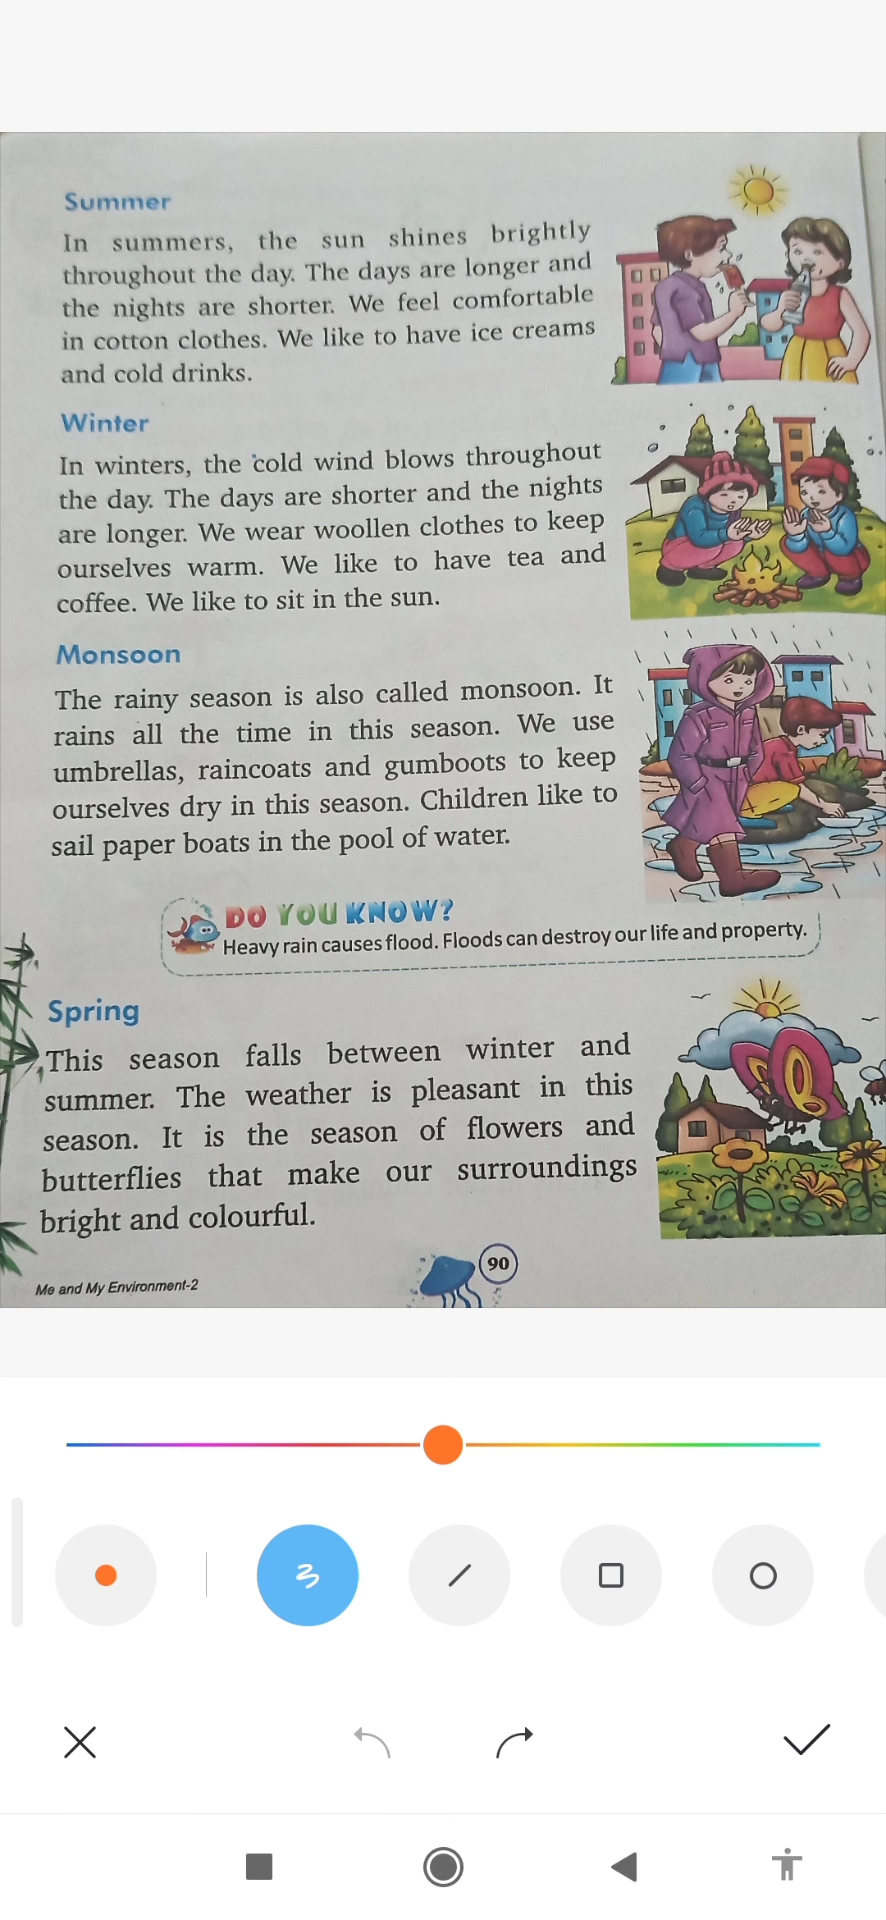 Summer
In summers, the sun shines brightly
throughout the day. The days are longer and
the nights are shorter. We feel comfortable
in cotton clothes. We like to have ice creams
and cold drinks.
Winter
In winters, the cold wind blows throughout
the day. The days are shorter and the nights
are longer. We wear woollen clothes to keep
ourselves warm. We like to have tea and
coffee. We like to sit in the sun.
Monsoon
The rainy season is also called monsoon. It
rains all the time in this season. We use
umbrellas, raincoats and gumboots to keep
ourselves dry in this season. Children like to
sail paper boats in the pool of water.
DO YOU KNOW?
Heavy rain causes flood. Floods can destroy our life and property.
Spring
This season falls between winter and
summer. The weather is pleasant in this
season. It is the season of flowers and
butterflies that make our surroundings
bright and colourful.
90
Me and My Environment-2